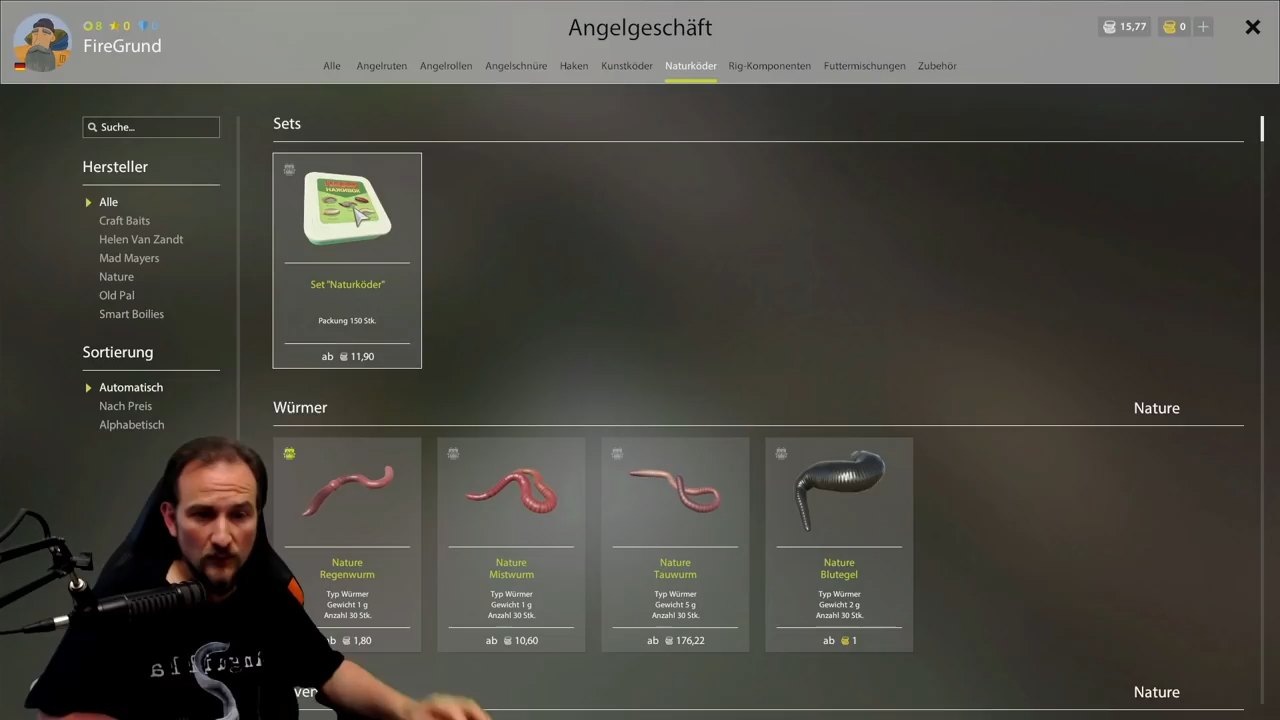 8 0 0
FireGrund
Angelgeschäft
15,77 0 +
Alle Angelruten Angelrollen Angelschnüre Haken Kunstköder Naturköder Rig-Komponenten Futtermischungen Zubehör
Suche...
Hersteller
Alle
Craft Baits
Helen Van Zandt
Mad Mayers
Nature
Old Pal
Smart Boilies
Sortierung
Automatisch
Nach Preis
Alphabetisch
Sets
Set "Naturköder"
Packung 150 Stk.
ab 11,90
Würmer Nature
Nature
Regenwurm
Typ Würmer
Gewicht 1 g
Anzahl 30 Stk.
ab 1,80
Nature
Mistwurm
Typ Würmer
Gewicht 1 g
Anzahl 30 Stk.
ab 10,60
Nature
Tauwurm
Typ Würmer
Gewicht 5 g
Anzahl 30 Stk.
ab 176,22
Nature
Blutegel
Typ Würmer
Gewicht 2 g
Anzahl 30 Stk.
ab 1
Nature